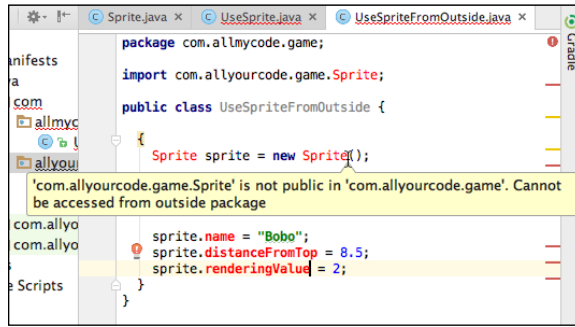 Sprite.java × UseSprite.java × UseSpriteFromOutside.java ×
Gradle
anifests
com
allmyc
allyour
com.allyo
com.allyo
e Scripts
package com.allmycode.game;
import com.allyourcode.game.Sprite;
public class UseSpriteFromOutside {
{
Sprite sprite = new Sprite();
'com.allyourcode.game.Sprite' is not public in 'com.allyourcode.game'. Cannot
be accessed from outside package
sprite.name = "Bobo";
sprite.distanceFromTop = 8.5;
sprite.renderingValue = 2;
}
}